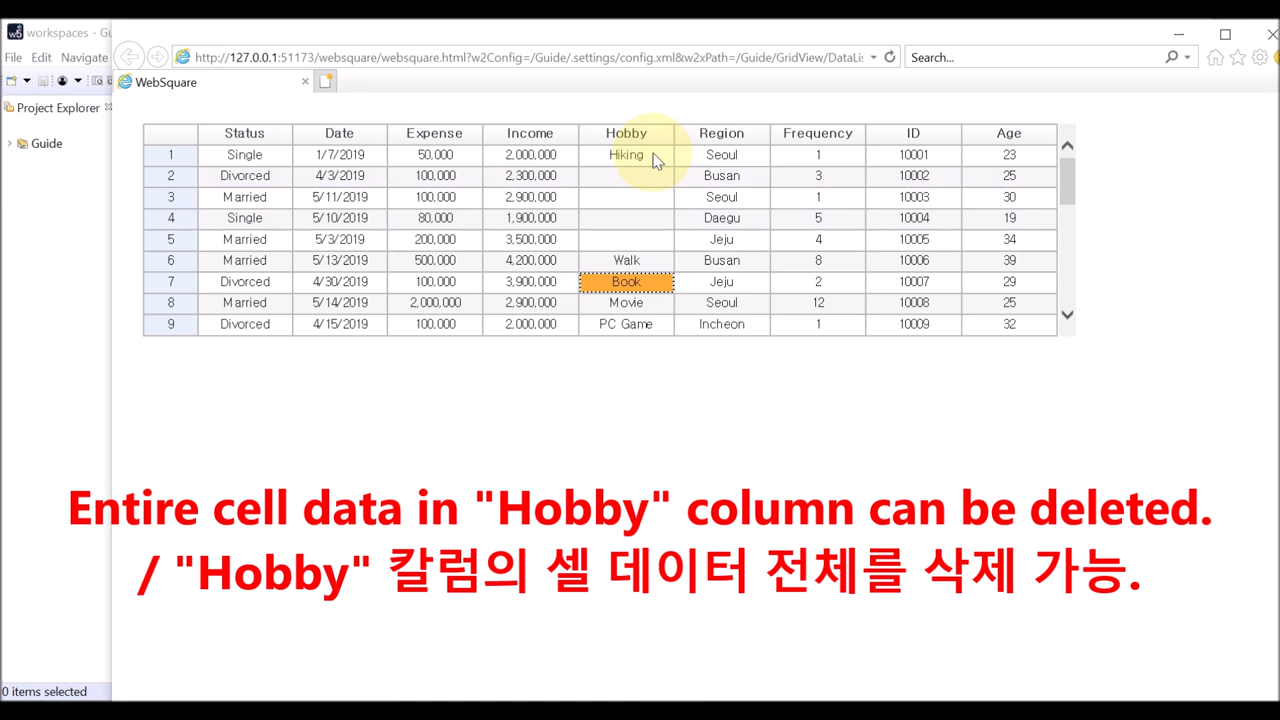 workspaces - Gu
File Edit Navigate
Project Explorer
Guide
0 items selected
http://127.0.0.1:51173/websquare/websquare.html?w2Config=/Guide/.settings/config.xml&w2xPath=/Guide/GridView/DataLis
Search...
WebSquare
Status Date Expense Income Hobby Region Frequency ID Age
1 Single 1/7/2019 50,000 2,000,000 Hiking Seoul 1 10001 23
2 Divorced 4/3/2019 100,000 2,300,000 Busan 3 10002 25
3 Married 5/11/2019 100,000 2,900,000 Seoul 1 10003 30
4 Single 5/10/2019 80,000 1,900,000 Daegu 5 10004 19
5 Married 5/3/2019 200,000 3,500,000 Jeju 4 10005 34
6 Married 5/13/2019 500,000 4,200,000 Walk Busan 8 10006 39
7 Divorced 4/30/2019 100,000 3,900,000 Book Jeju 2 10007 29
8 Married 5/14/2019 2,000,000 2,900,000 Movie Seoul 12 10008 25
9 Divorced 4/15/2019 100,000 2,000,000 PC Game Incheon 1 10009 32
Entire cell data in "Hobby" column can be deleted.
/ "Hobby" 칼럼의 셀 데이터 전체를 삭제 가능.